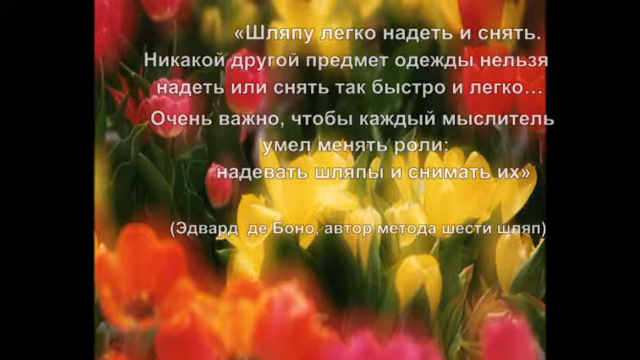 «Шляпу легко надеть и снять.
Никакой другой предмет одежды нельзя
надеть или снять так быстро и легко…
Очень важно, чтобы каждый мыслитель
умел менять роли:
надевать шляпы и снимать их»
(Эдвард де Боно, автор метода шести шляп)